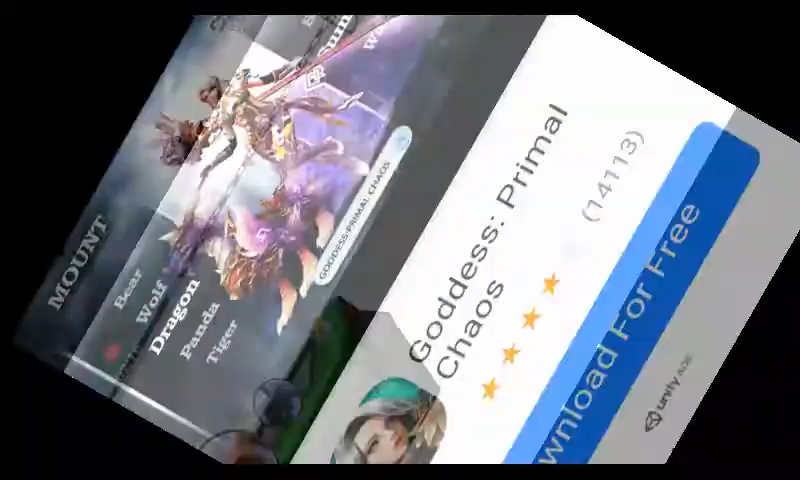 MOUNT
Bear
Wolf
Dragon
Panda
Tiger
GODDESS:PRIMAL CHAOS
Goddess: Primal
Chaos
(14113)
wnload For Free
unity ADS